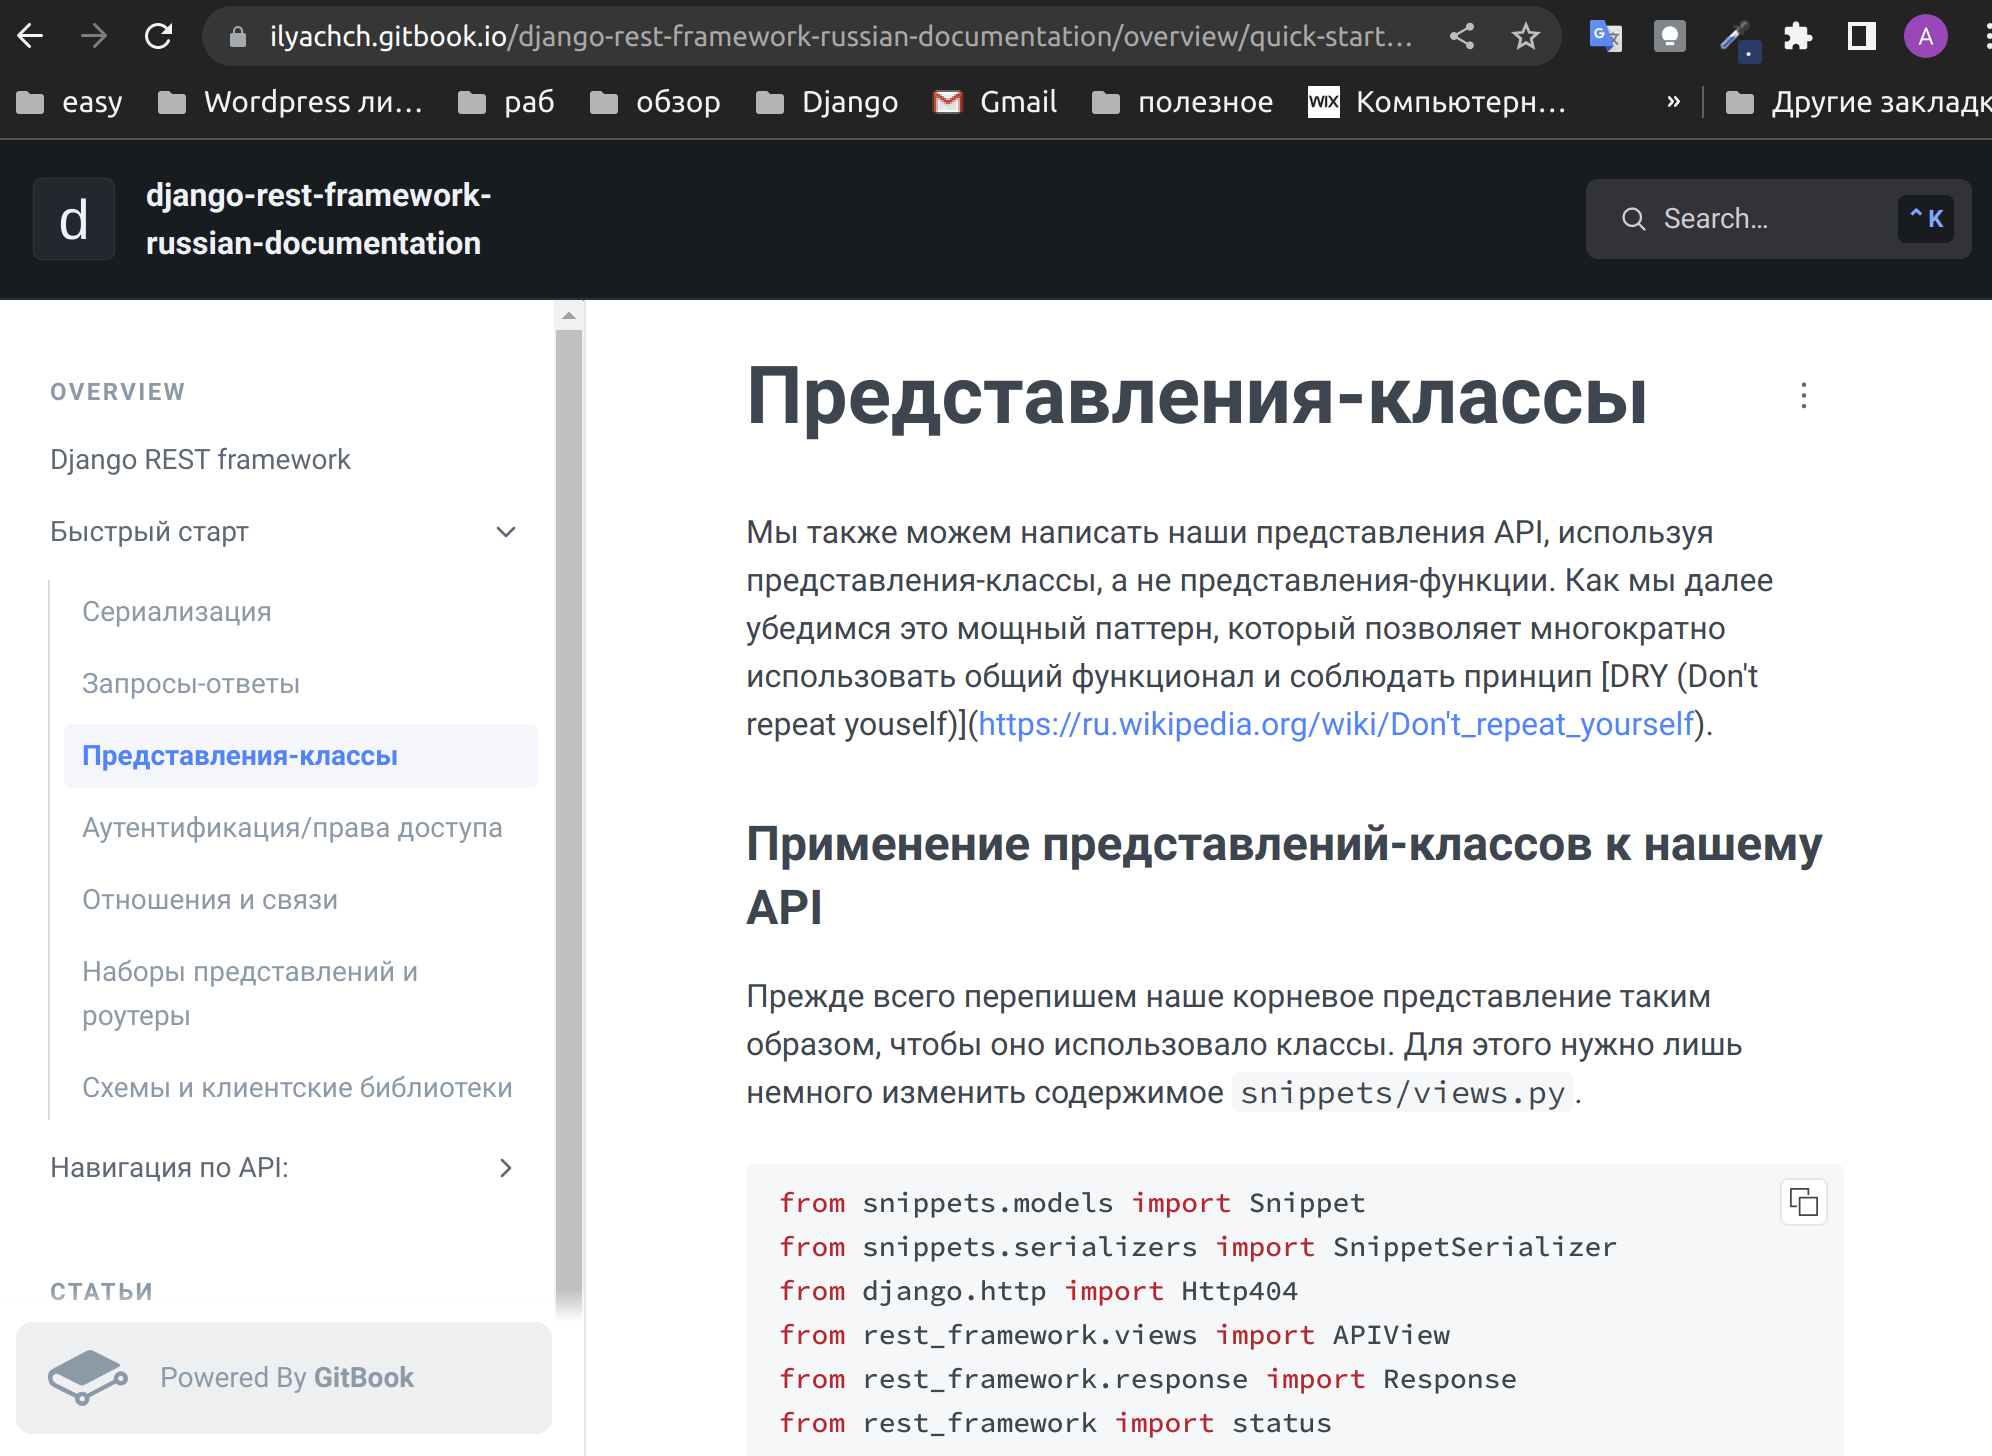 ilyachch.gitbook.io/django-rest-framework-russian-documentation/overview/quick-start...
A
easy
Wordpress ли...
раб
обзор
Django
Gmail
полезное
WIX
Компьютерн...
»
Другие закладк
d
django-rest-framework-
russian-documentation
Search...
⌃ K
OVERVIEW
Django REST framework
Быстрый старт
Сериализация
Запросы-ответы
Представления-классы
Аутентификация/права доступа
Отношения и связи
Наборы представлений и
роутеры
Схемы и клиентские библиотеки
Навигация по API:
СТАТЬИ
Powered By GitBook
Представления-классы
Мы также можем написать наши представления API, используя
представления-классы, а не представления-функции. Как мы далее
убедимся это мощный паттерн, который позволяет многократно
использовать общий функционал и соблюдать принцип [DRY (Don't
repeat youself)](https://ru.wikipedia.org/wiki/Don't_repeat_yourself).
Применение представлений-классов к нашему
API
Прежде всего перепишем наше корневое представление таким
образом, чтобы оно использовало классы. Для этого нужно лишь
немного изменить содержимое snippets/views.py.
from snippets.models import Snippet
from snippets.serializers import SnippetSerializer
from django.http import Http404
from rest_framework.views import APIView
from rest_framework.response import Response
from rest_framework import status